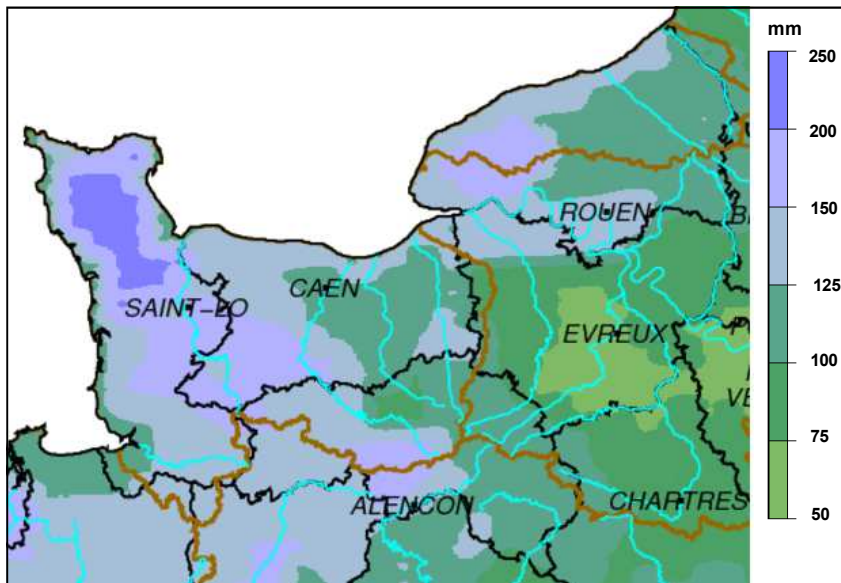 mm
250
200
150
125
100
75
50
ROUEN
CAEN
SAINT-LO
EVREUX
ALENCON
CHARTRES